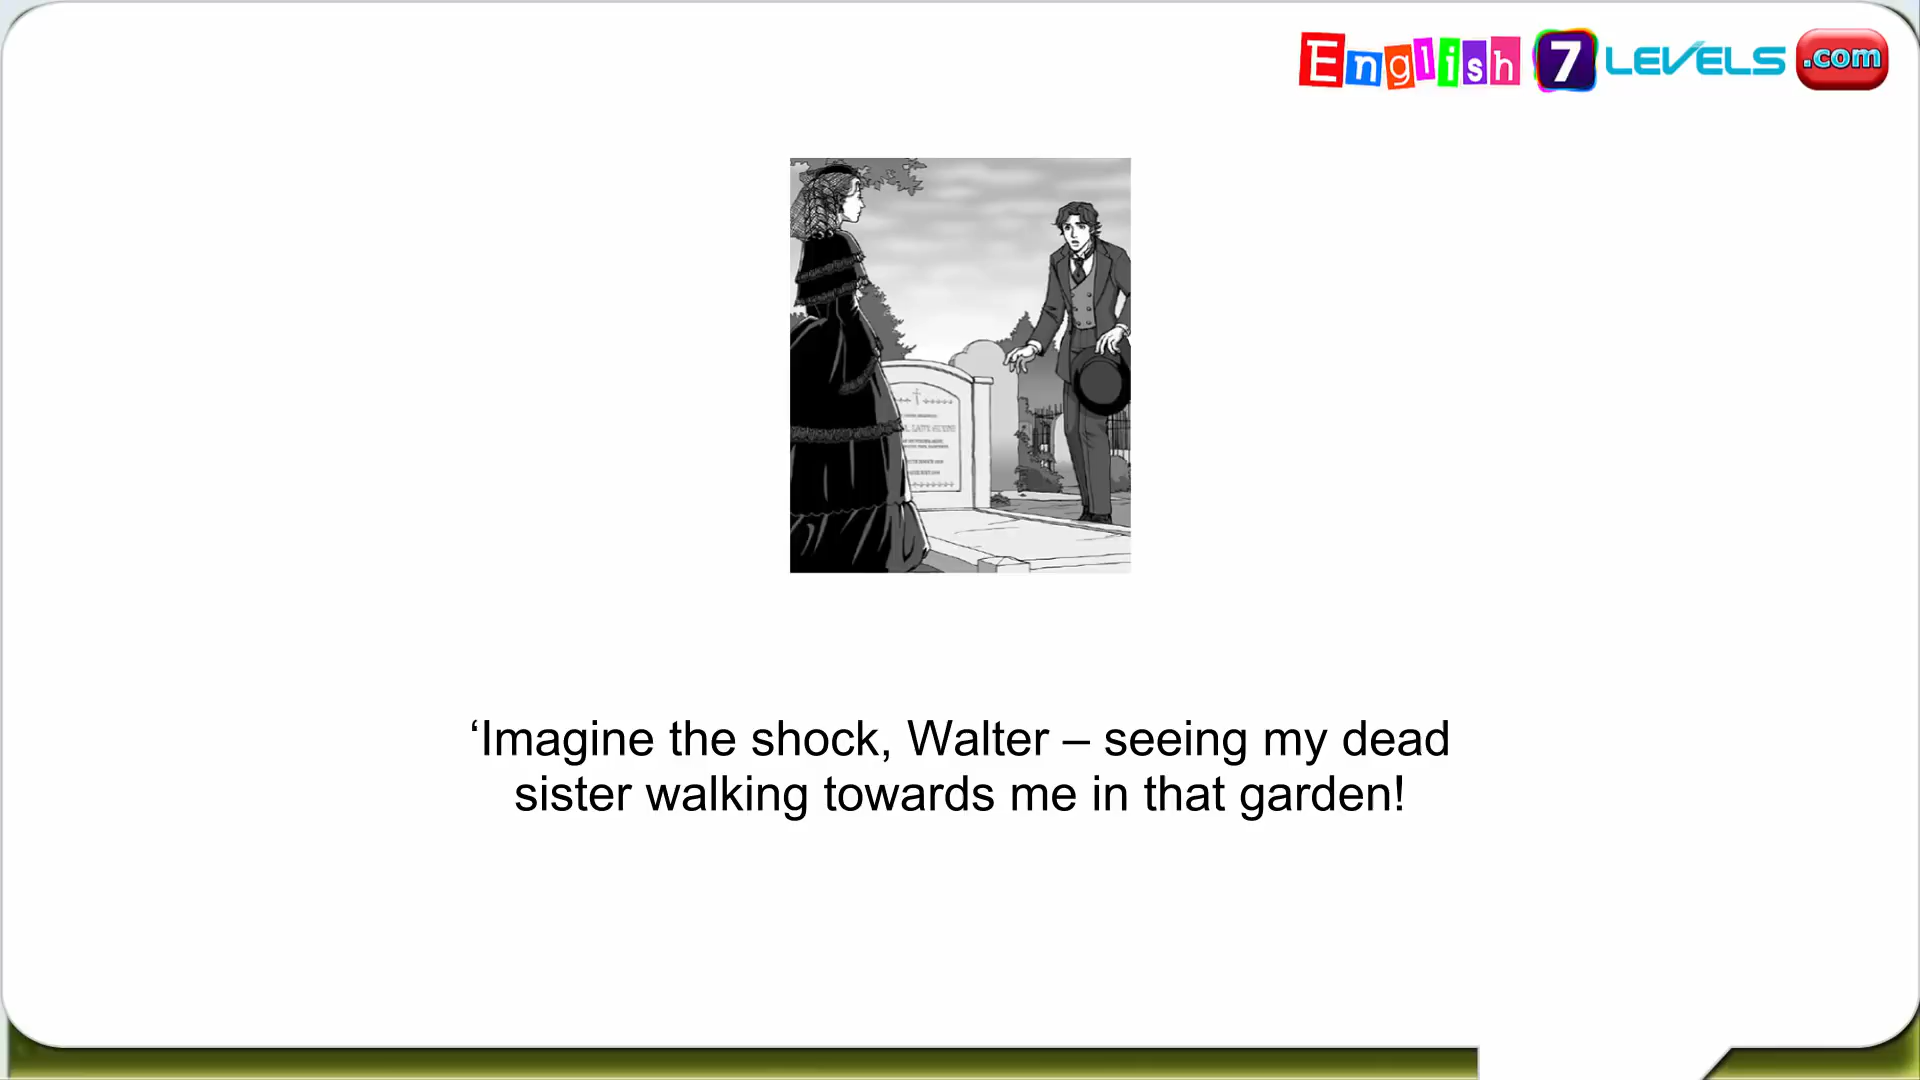 English 7 LEVELS .com
‘Imagine the shock, Walter – seeing my dead
sister walking towards me in that garden!